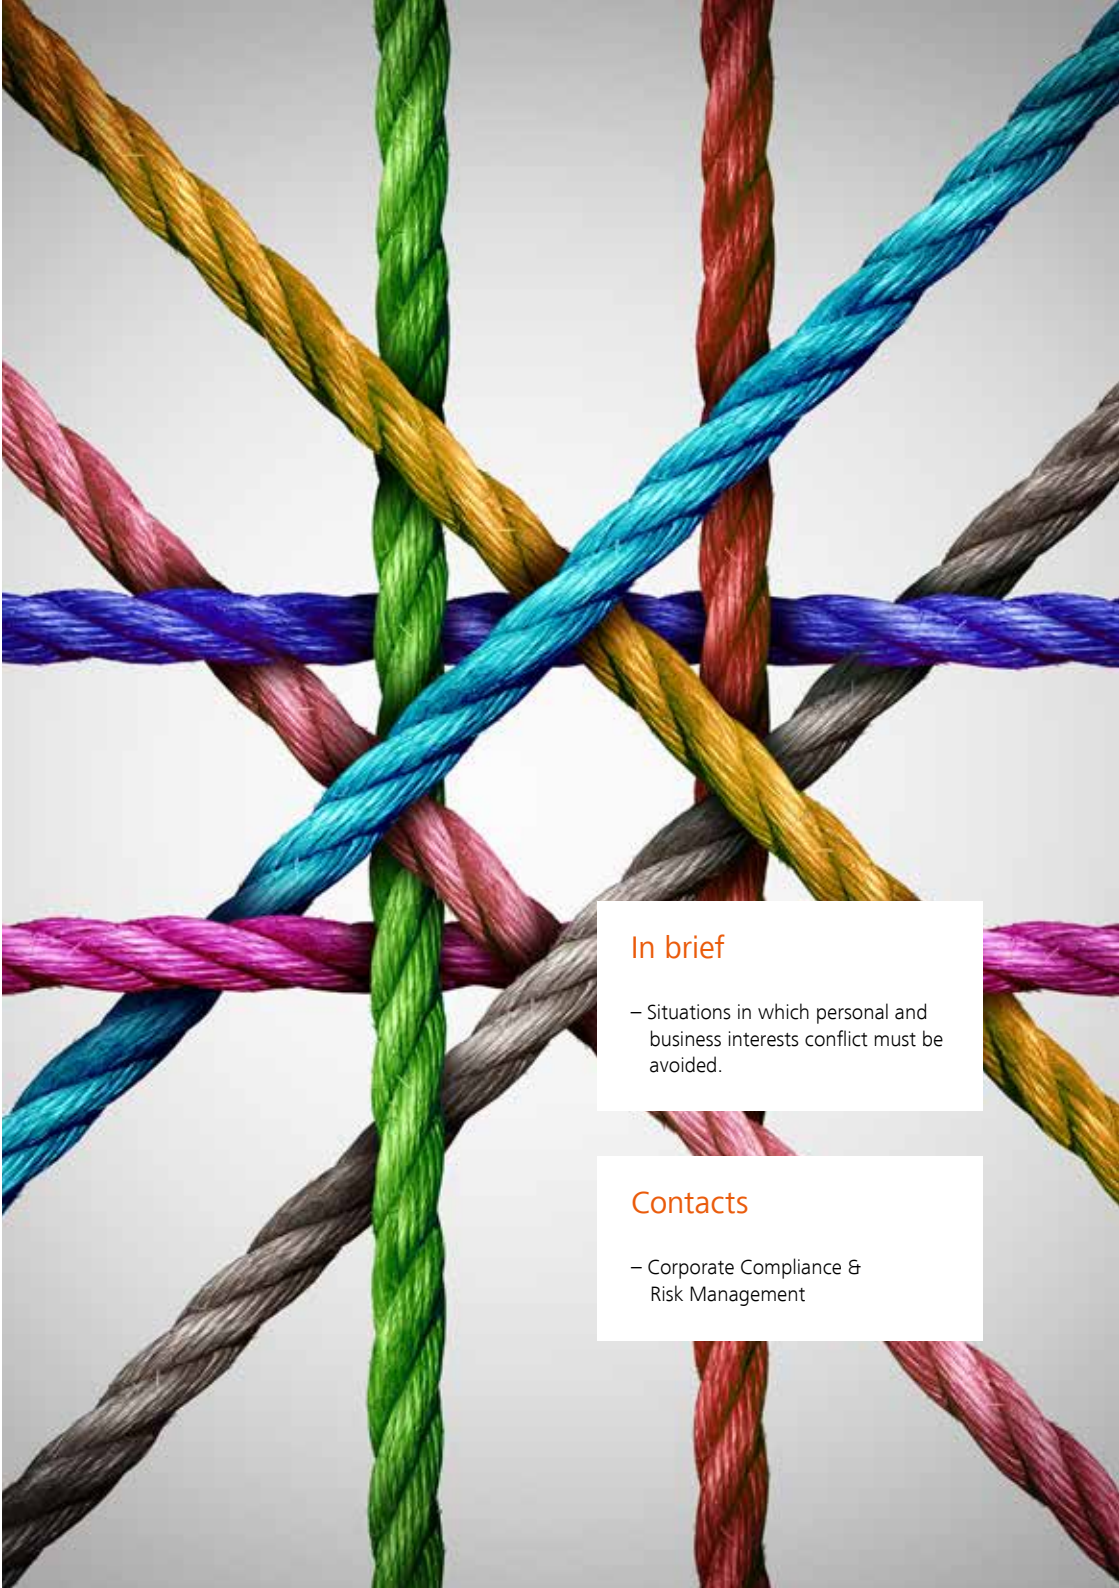 In brief
– Situations in which personal and
business interests conflict must be
avoided.
Contacts
– Corporate Compliance &
Risk Management